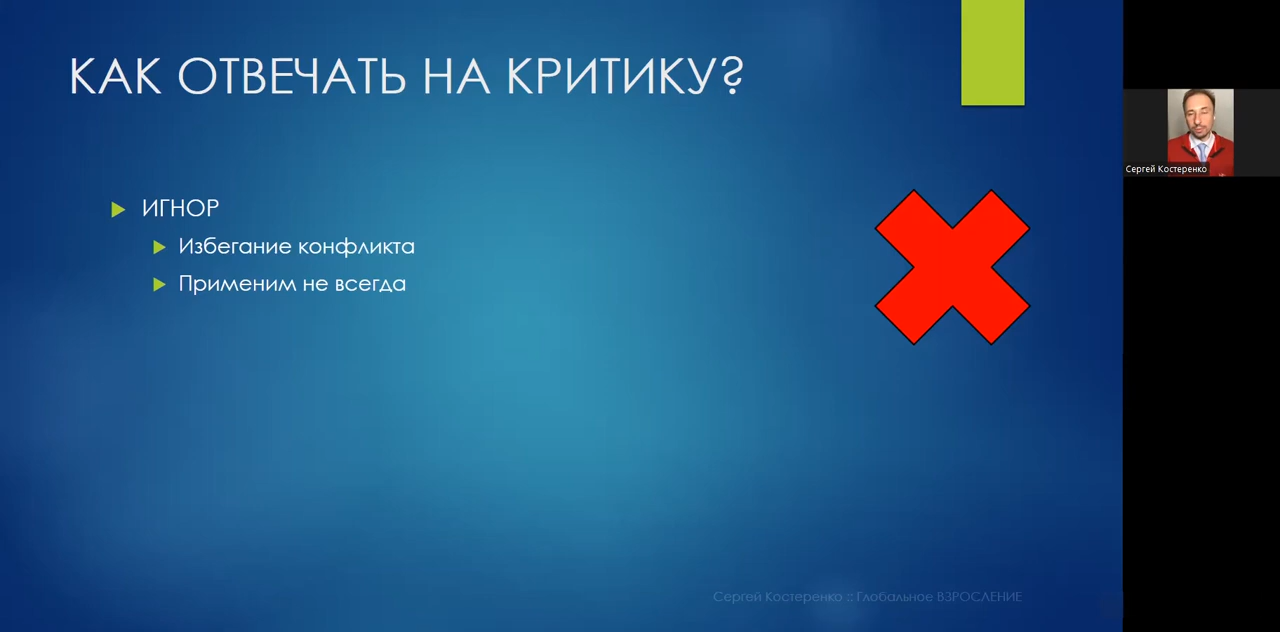 КАК ОТВЕЧАТЬ НА КРИТИКУ?
ИГНОР
Избегание конфликта
Применим не всегда
Сергей Костеренко
Сергей Костеренко :: Глобальное ВЗРОСЛЕНИЕ